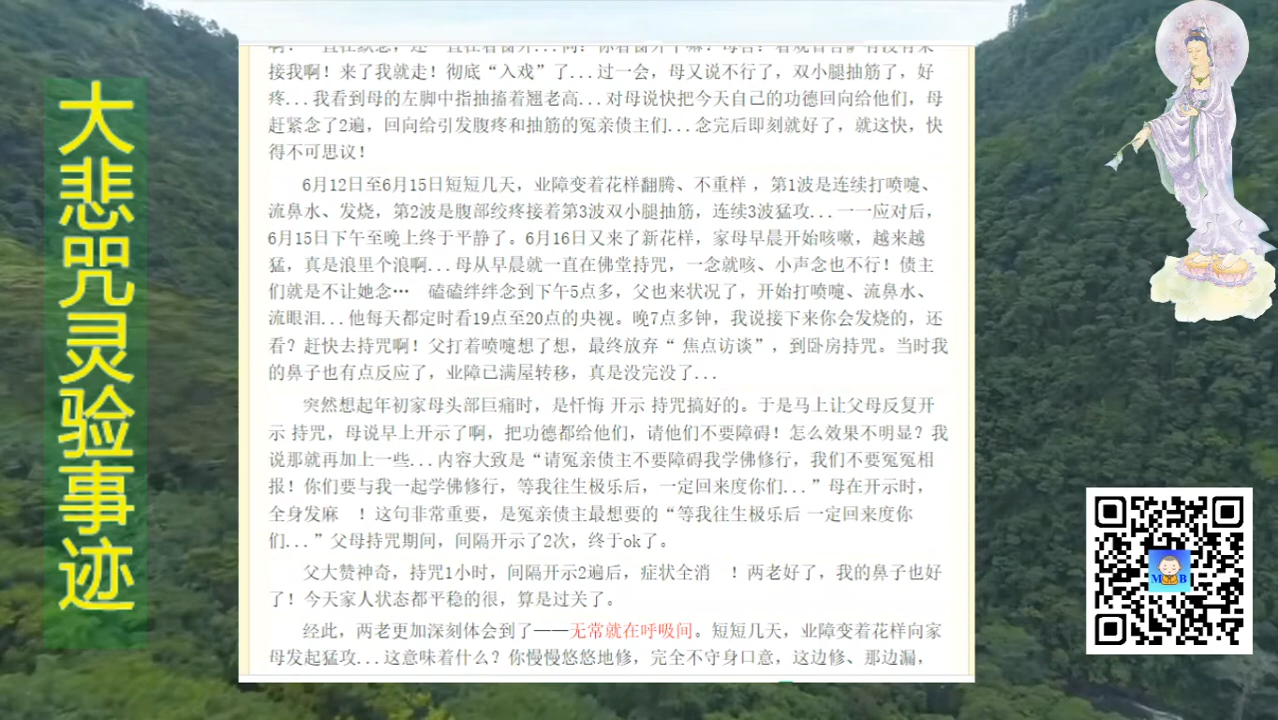 大悲咒灵验事迹
接我啊！来了我就走！彻底“入戏”了...过一会，母又说不行了，双小腿抽筋了，好
疼...我看到母的左脚中指抽搐着翘老高...对母说快把今天自己的功德回向给他们，母
赶紧念了2遍，回向给引发腹疼和抽筋的冤亲债主们...念完后即刻就好了，就这快，快
得不可思议！
6月12日至6月15日短短几天，业障变着花样翻腾、不重样 ，第1波是连续打喷嚏、
流鼻水、发烧，第2波是腹部绞疼接着第3波双小腿抽筋，连续3波猛攻...一一应对后，
6月15日下午至晚上终于平静了。6月16日又来了新花样，家母早晨开始咳嗽，越来越
猛，真是浪里个浪啊...母从早晨就一直在佛堂持咒，一念就咳、小声念也不行！债主
们就是不让她念… 磕磕绊绊念到下午5点多，父也来状况了，开始打喷嚏、流鼻水、
流眼泪...他每天都定时看19点至20点的央视。晚7点多钟，我说接下来你会发烧的，还
看？赶快去持咒啊！父打着喷嚏想了想，最终放弃“ 焦点访谈”，到卧房持咒。当时我
的鼻子也有点反应了，业障已满屋转移，真是没完没了...
突然想起年初家母头部巨痛时，是忏悔 开示 持咒搞好的。于是马上让父母反复开
示 持咒，母说早上开示了啊，把功德都给他们，请他们不要障碍！怎么效果不明显？我
说那就再加上一些...内容大致是“请冤亲债主不要障碍我学佛修行，我们不要冤冤相
报！你们要与我一起学佛修行，等我往生极乐后，一定回来度你们...”母在开示时，
全身发麻 ！这句非常重要，是冤亲债主最想要的“等我往生极乐后 一定回来度你
们...”父母持咒期间，间隔开示了2次，终于ok了。
父大赞神奇，持咒1小时，间隔开示2遍后，症状全消 ！两老好了，我的鼻子也好
了！今天家人状态都平稳的很，算是过关了。
经此，两老更加深刻体会到了——无常就在呼吸间。短短几天，业障变着花样向家
母发起猛攻...这意味着什么？你慢慢悠悠地修，完全不守身口意，这边修、那边漏，
M B